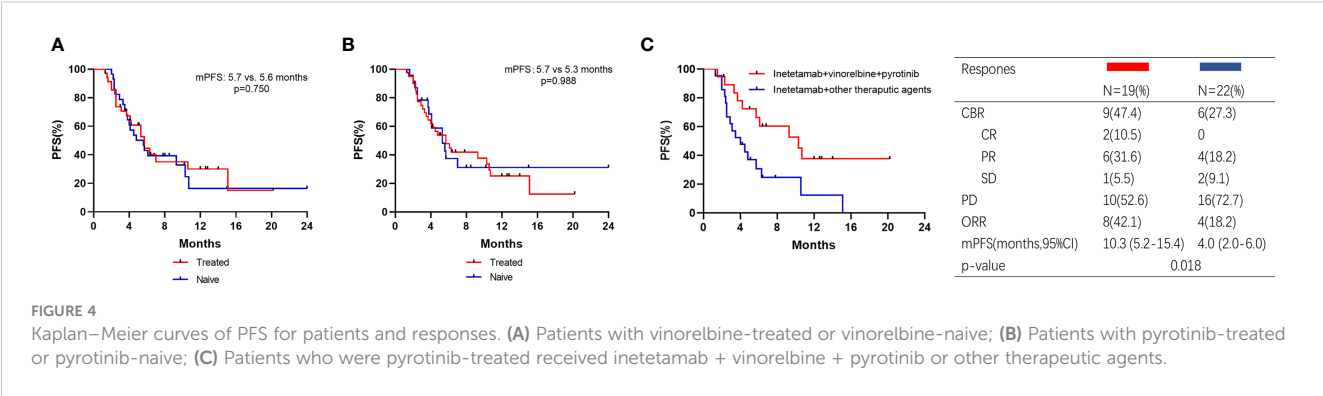 A
mPFS: 5.7 vs. 5.6 months
p=0.750
PFS(%)
100
80
60
40
20
0
0 4 8 12 16 20 24
Months
Treated
Naive
B
mPFS; 5.7 vs 5.3 months
p=0.988
PFS(%)
100
80
60
40
20
0
0 4 8 12 16 20 24
Months
Treated
Naive
C
Inetetamab+vinorelbine+pyrotinib
Inetetamab+other theraputic agents
PFS(%)
100
80
60
40
20
0
0 4 8 12 16 20 24
Months
Respones
N=19(%) N=22(%)
CBR 9(47.4) 6(27.3)
CR 2(10.5) 0
PR 6(31.6) 4(18.2)
SD 1(5.5) 2(9.1)
PD 10(52.6) 16(72.7)
ORR 8(42.1) 4(18.2)
mPFS(months,95%CI) 10.3 (5.2-15.4) 4.0 (2.0-6.0)
p-value 0.018
FIGURE 4
Kaplan–Meier curves of PFS for patients and responses. (A) Patients with vinorelbine-treated or vinorelbine-naive; (B) Patients with pyrotinib-treated
or pyrotinib-naive; (C) Patients who were pyrotinib-treated received inetetamab + vinorelbine + pyrotinib or other therapeutic agents.